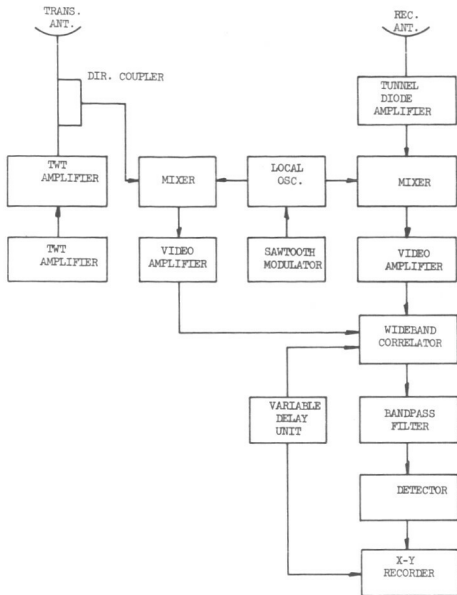 TRANS.
ANT.
REC.
ANT.
DIR. COUPLER
TUNNEL
DIODE
AMPLIFIER
TWT
AMPLIFIER
MIXER
LOCAL
OSC.
MIXER
TWT
AMPLIFIER
VIDEO
AMPLIFIER
SAWTOOTH
MODULATOR
VIDEO
AMPLIFIER
WIDEBAND
CORRELATOR
VARIABLE
DELAY
UNIT
BANDPASS
FILTER
DETECTOR
X-Y
RECORDER